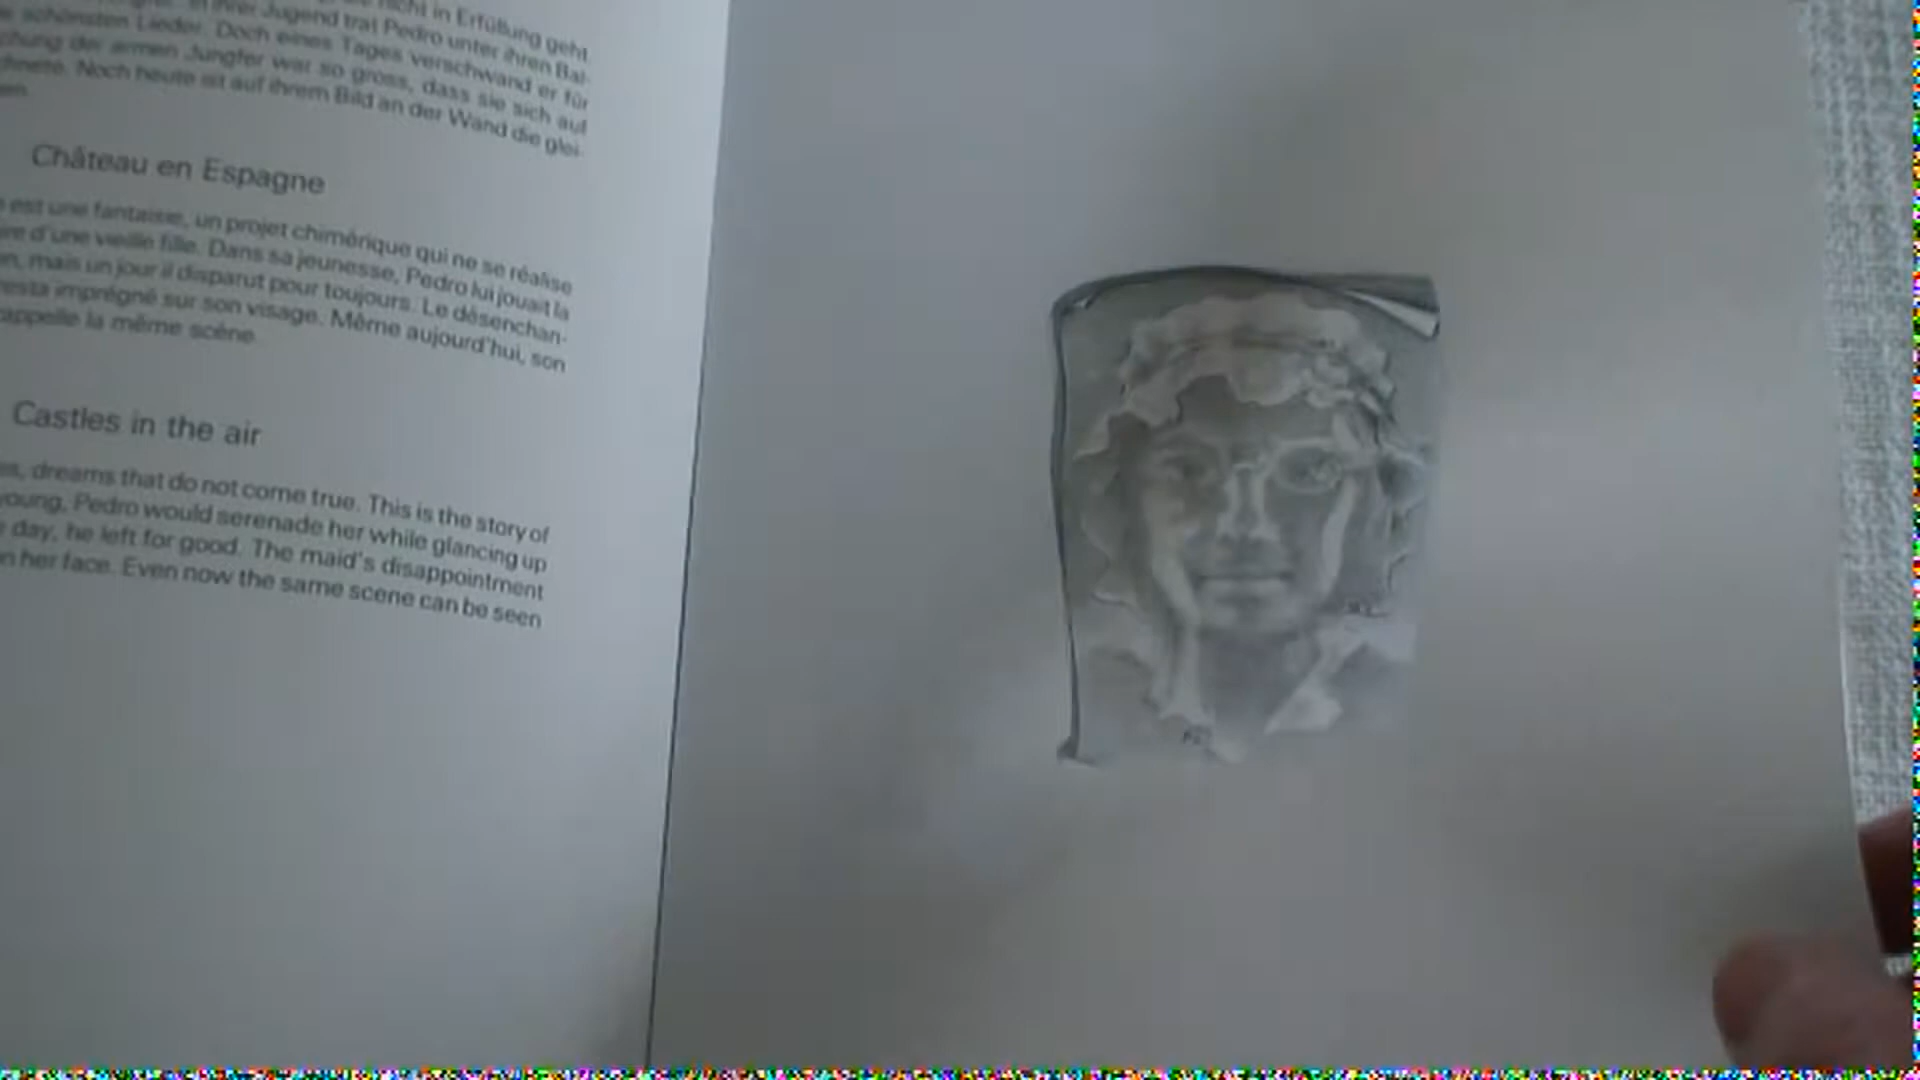 nicht in Erfüllung geht
ihrer Jugend trat Pedro unter ihren Bal-
schönsten Lieder. Doch eines Tages verschwand er für
der armen Jungfer war so gross, dass sie sich auf
Noch heute ist auf ihrem Bild an der Wand die glei-
Château en Espagne
est une fantaisie, un projet chimérique qui ne se réalise
d'une vieille fille. Dans sa jeunesse, Pedro lui jouait la
mais un jour il disparut pour toujours. Le désenchan-
resta imprégné sur son visage. Même aujourd'hui, son
rappelle la même scène.
Castles in the air
dreams that do not come true. This is the story of
young, Pedro would serenade her while glancing up
day, he left for good. The maid's disappointment
her face. Even now the same scene can be seen